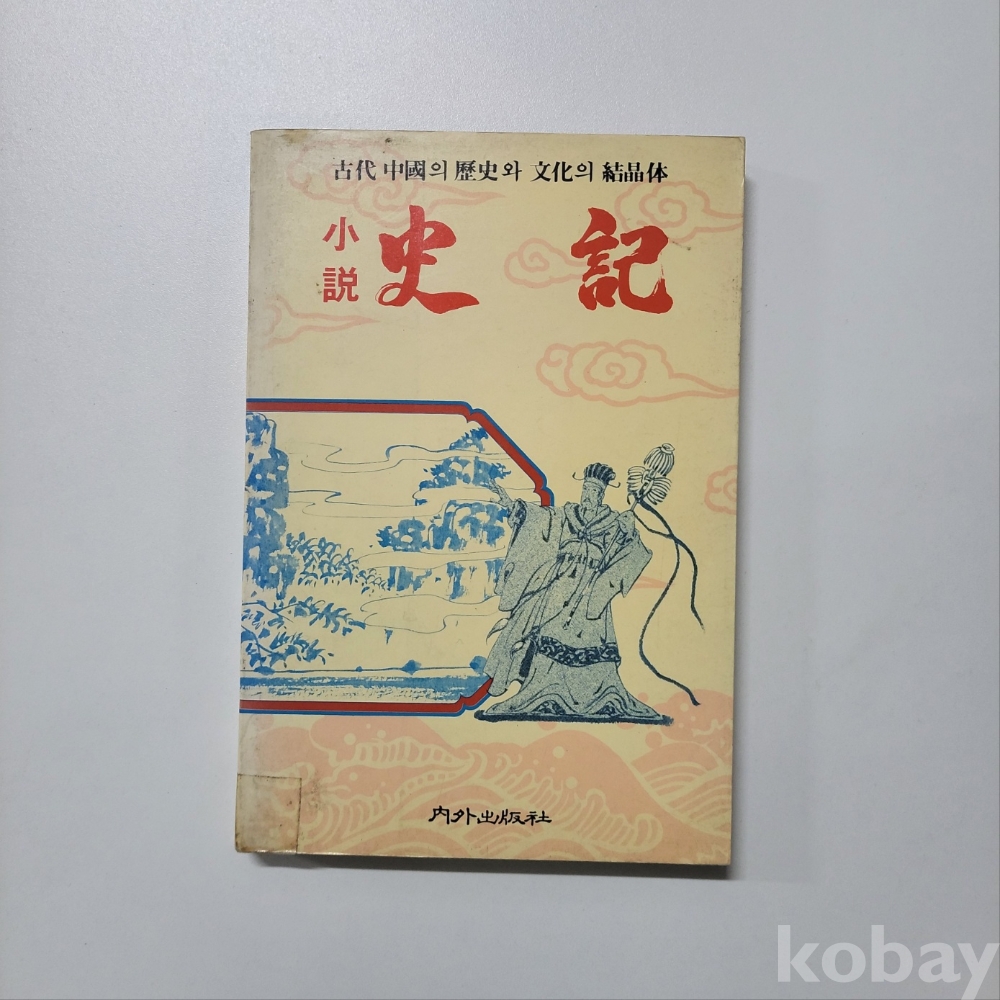 古代 中國의 歷史와 文化의 結晶体
小說 史記
內外出版社
kobay